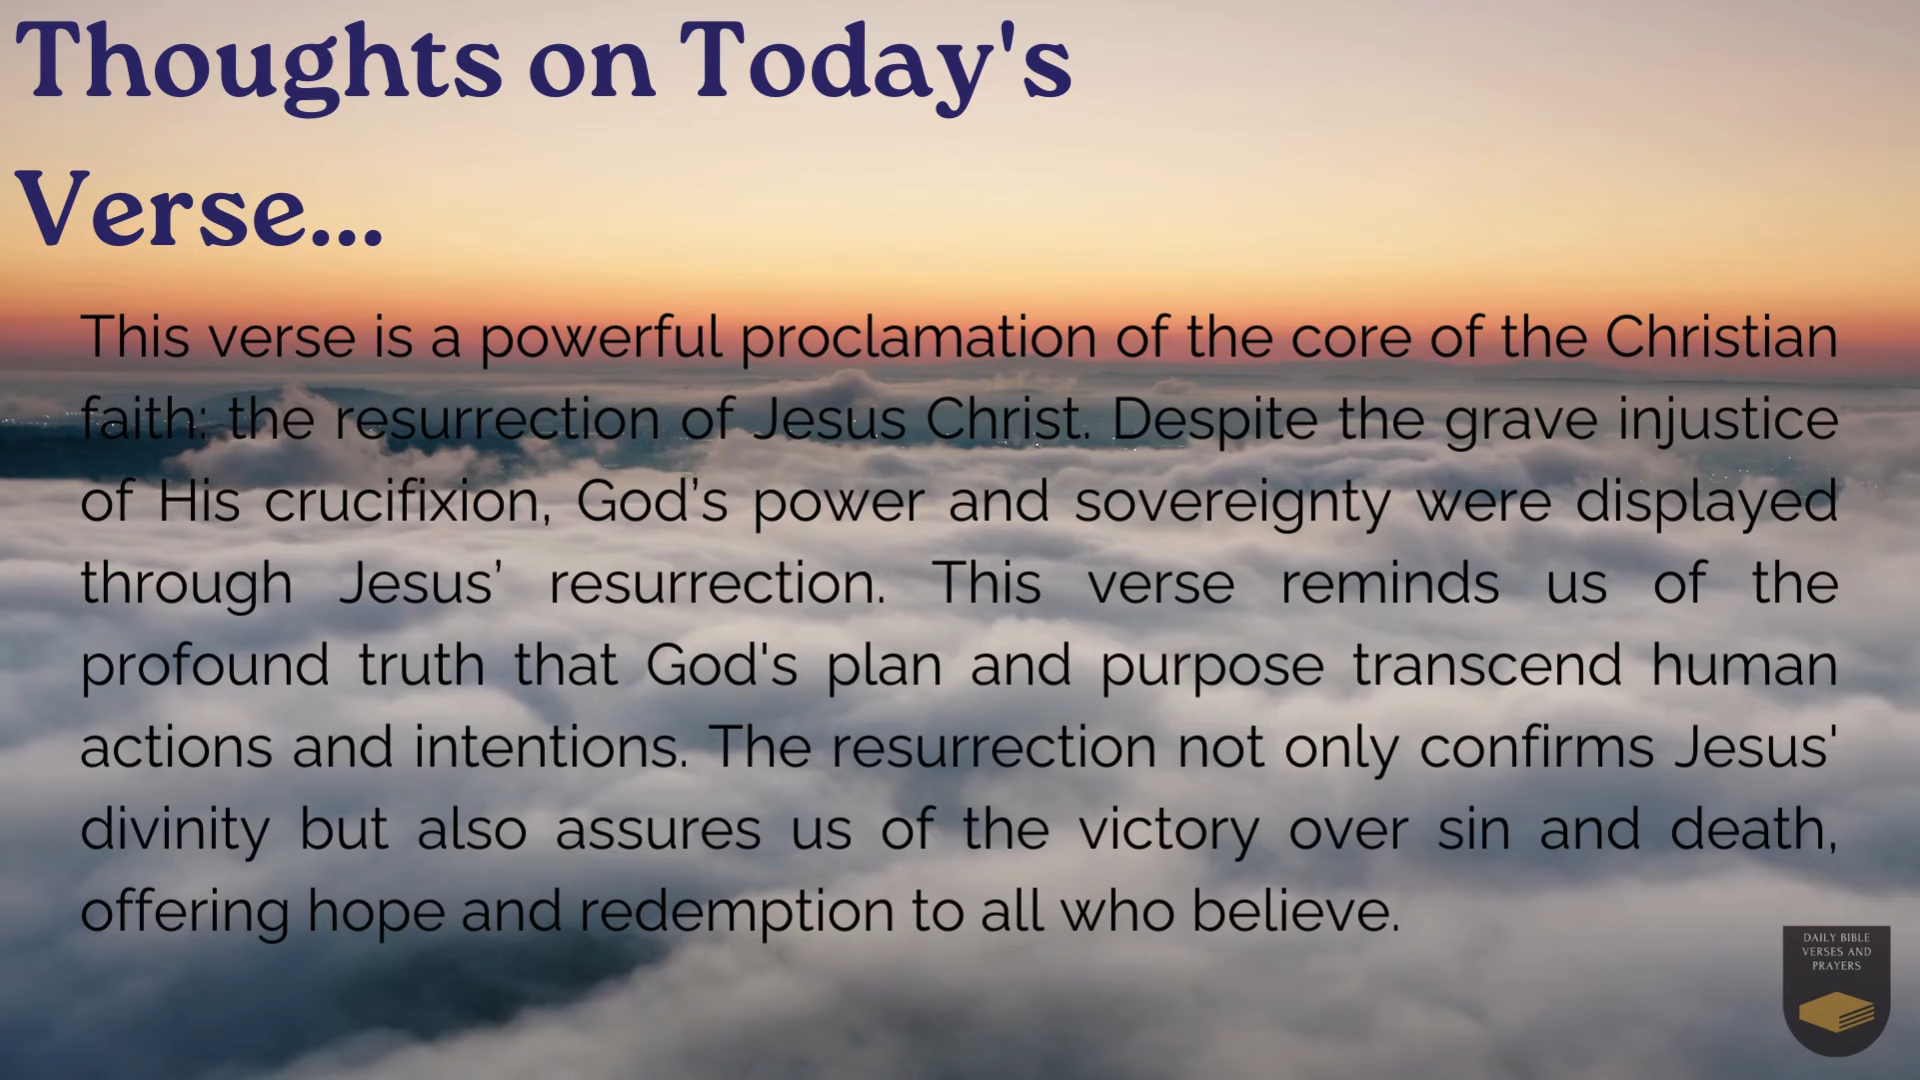 Thoughts on Today's
Verse...
This verse is a powerful proclamation of the core of the Christian
faith: the resurrection of Jesus Christ. Despite the grave injustice
of His crucifixion, God’s power and sovereignty were displayed
through Jesus’ resurrection. This verse reminds us of the
profound truth that God's plan and purpose transcend human
actions and intentions. The resurrection not only confirms Jesus'
divinity but also assures us of the victory over sin and death,
offering hope and redemption to all who believe.
DAILY BIBLE
VERSES AND
PRAYERS